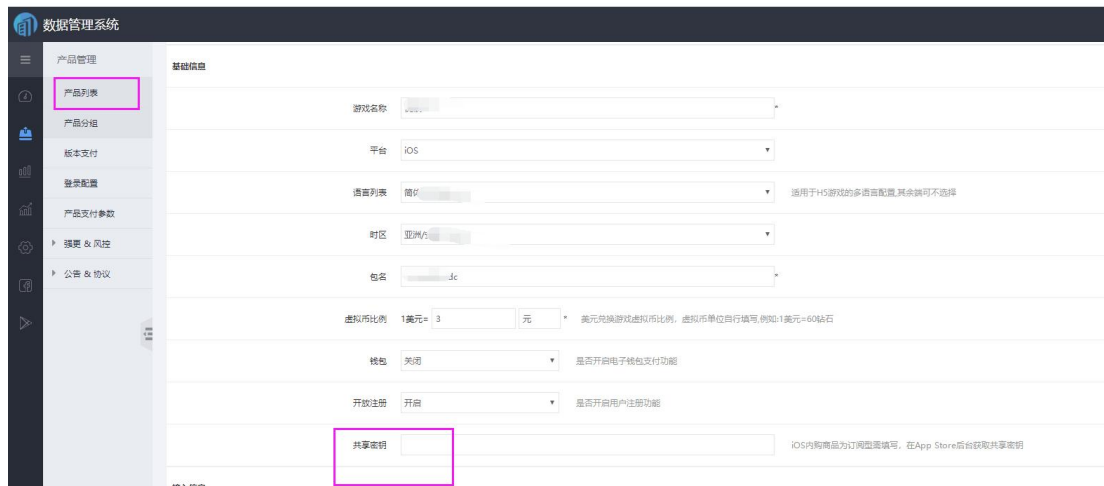 数据管理系统
产品管理
产品列表
产品分组
版本支付
登录配置
产品支付参数
强更 & 风控
公告 & 协议
基础信息
游戏名称 *
平台 iOS
语言列表 简 适用于H5游戏的多语言配置,其余端可不选择
时区 亚洲/
包名 dc *
虚拟币比例 1美元= 3 元 * 美元兑换游戏虚拟币比例，虚拟币单位自行填写,例如:1美元=60钻石
钱包 关闭 是否开启电子钱包支付功能
开放注册 开启 是否开启用户注册功能
共享密钥 iOS内购商品为订阅型需填写，在App Store后台获取共享密钥